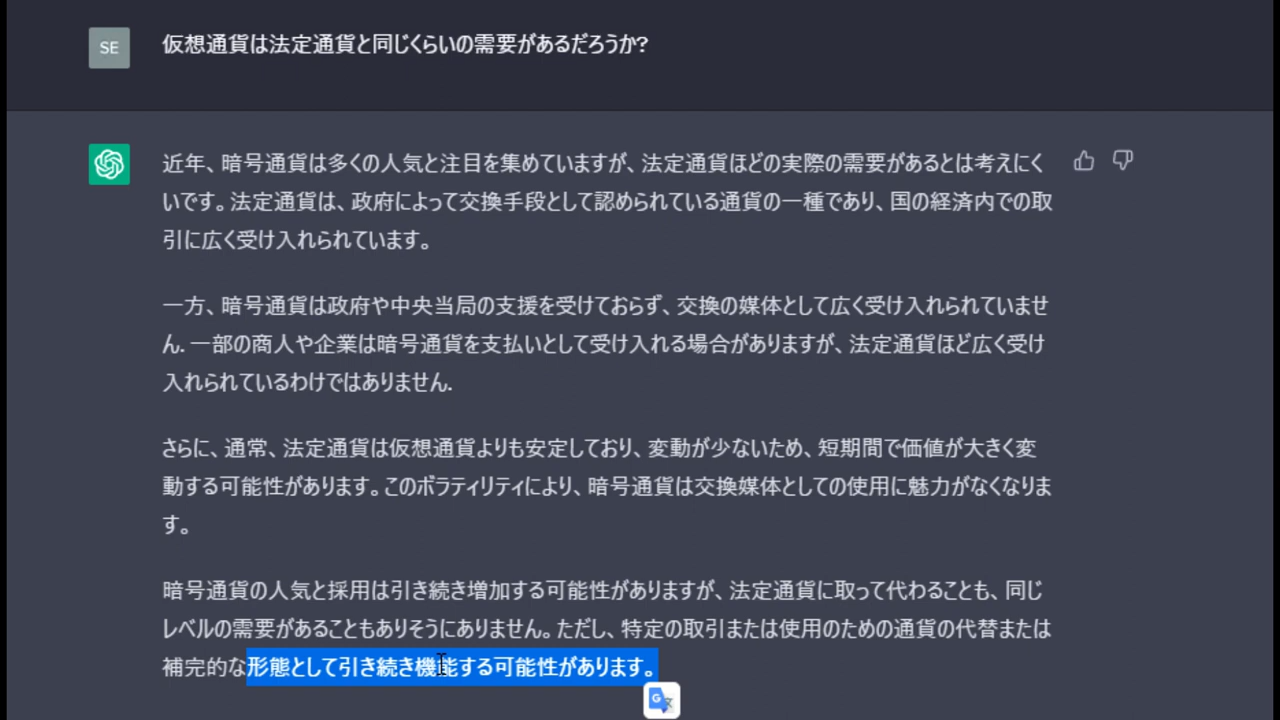 SE
仮想通貨は法定通貨と同じくらいの需要があるだろうか?
近年、暗号通貨は多くの人気と注目を集めていますが、法定通貨ほどの実際の需要があるとは考えにく
いです。法定通貨は、政府によって交換手段として認められている通貨の一種であり、国の経済内での取
引に広く受け入れられています。
一方、暗号通貨は政府や中央当局の支援を受けておらず、交換の媒体として広く受け入れられていませ
ん. 一部の商人や企業は暗号通貨を支払いとして受け入れる場合がありますが、法定通貨ほど広く受け
入れられているわけではありません.
さらに、通常、法定通貨は仮想通貨よりも安定しており、変動が少ないため、短期間で価値が大きく変
動する可能性があります。このボラティリティにより、暗号通貨は交換媒体としての使用に魅力がなくなりま
す。
暗号通貨の人気と採用は引き続き増加する可能性がありますが、法定通貨に取って代わることも、同じ
レベルの需要があることもありそうにありません。ただし、特定の取引または使用のための通貨の代替または
補完的な形態として引き続き機能する可能性があります。
G